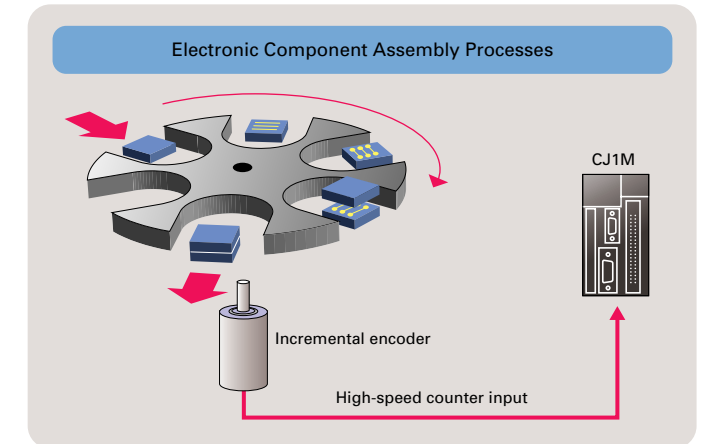 Electronic Component Assembly Processes
CJ1M
Incremental encoder
High-speed counter input